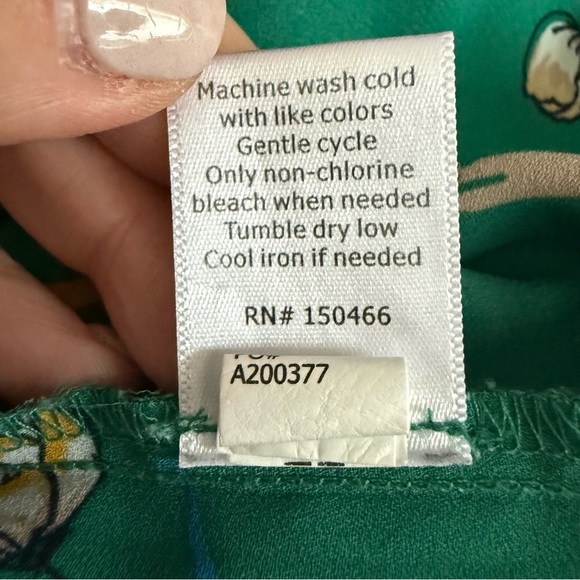 Machine wash cold
with like colors
Gentle cycle
Only non-chlorine
bleach when needed
Tumble dry low
Cool iron if needed
RN# 150466
A200377